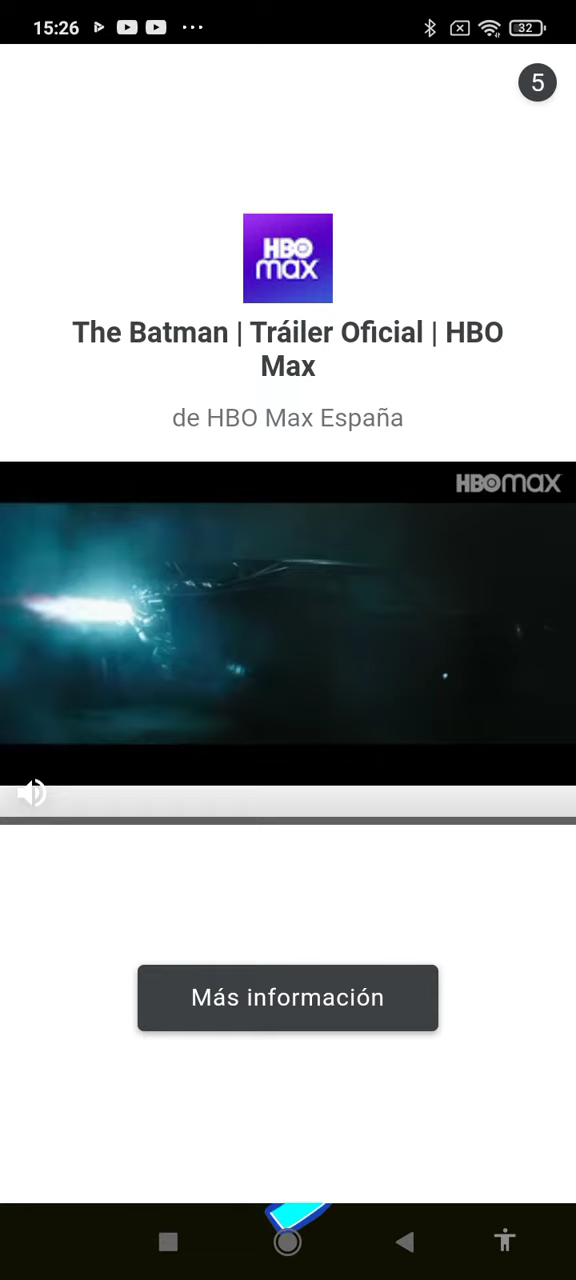 15:26
32
5
HBO
max
The Batman | Tráiler Oficial | HBO
Max
de HBO Max España
HBOmax
Más información